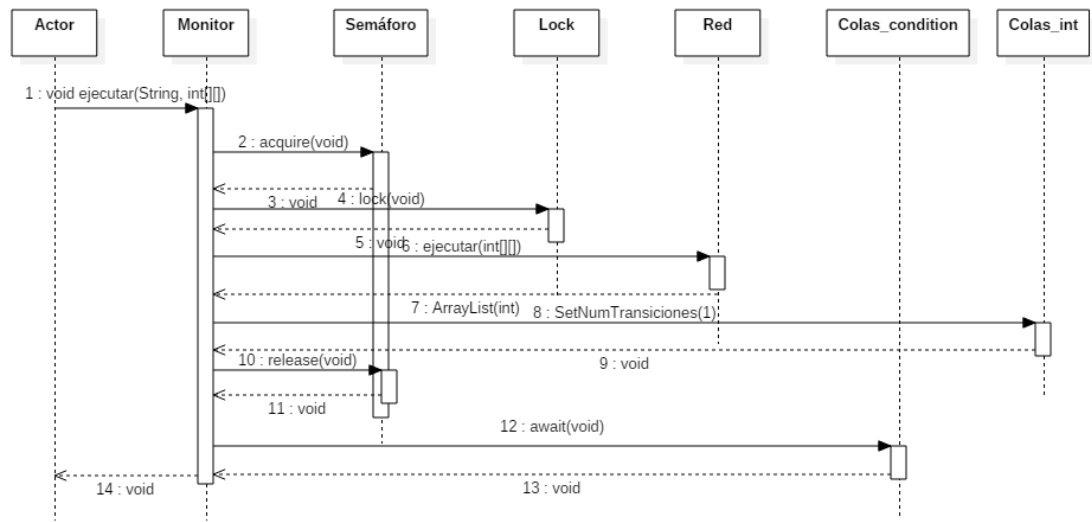 Actor
Monitor
Semáforo
Lock
Red
Colas_condition
Colas_int
1 : void ejecutar(String, int[][])
2 : acquire(void)
3 : void
4 : lock(void)
5 : void
6 : ejecutar(int[][])
7 : ArrayList(int)
8 : SetNumTransiciones(1)
9 : void
10 : release(void)
11 : void
12 : await(void)
13 : void
14 : void